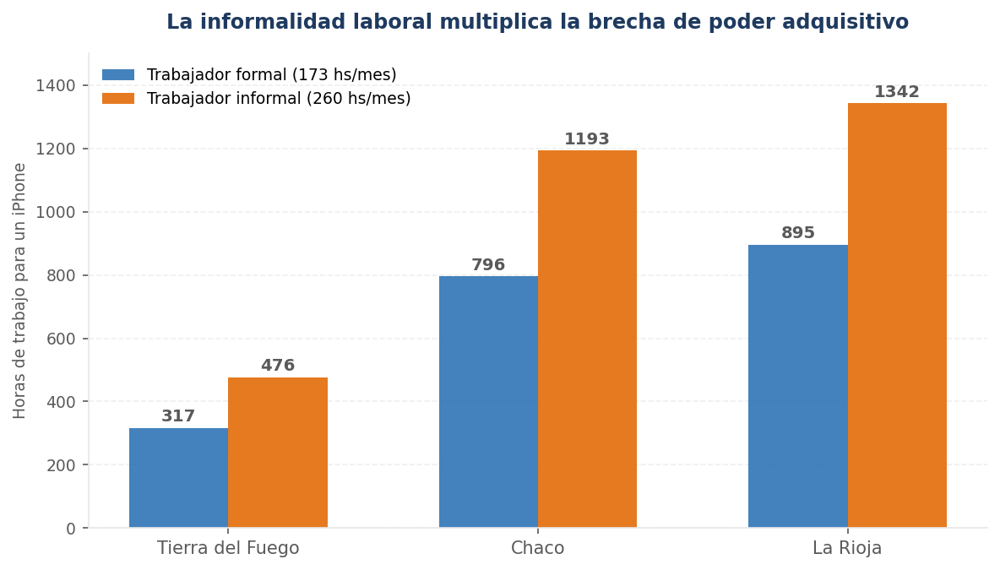 La informalidad laboral multiplica la brecha de poder adquisitivo
Trabajador formal (173 hs/mes)
Trabajador informal (260 hs/mes)
Horas de trabajo para un iPhone
1400
1200
1000
800
600
400
200
0
317
476
796
1193
895
1342
Tierra del Fuego
Chaco
La Rioja